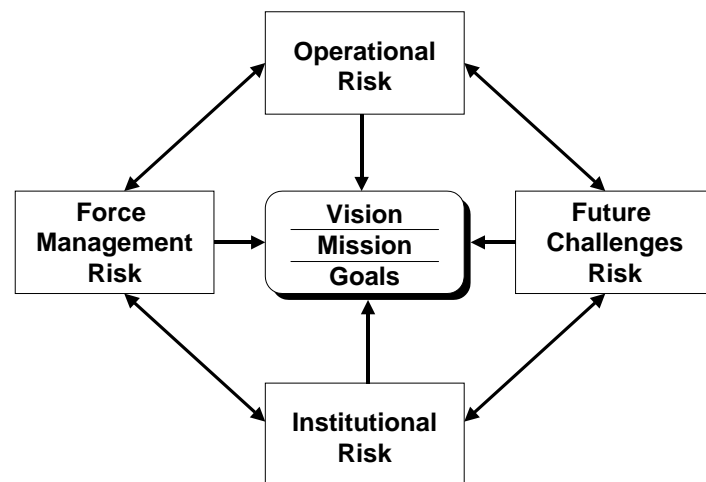 Operational
Risk
Force
Management
Risk
Vision
Mission
Goals
Future
Challenges
Risk
Institutional
Risk